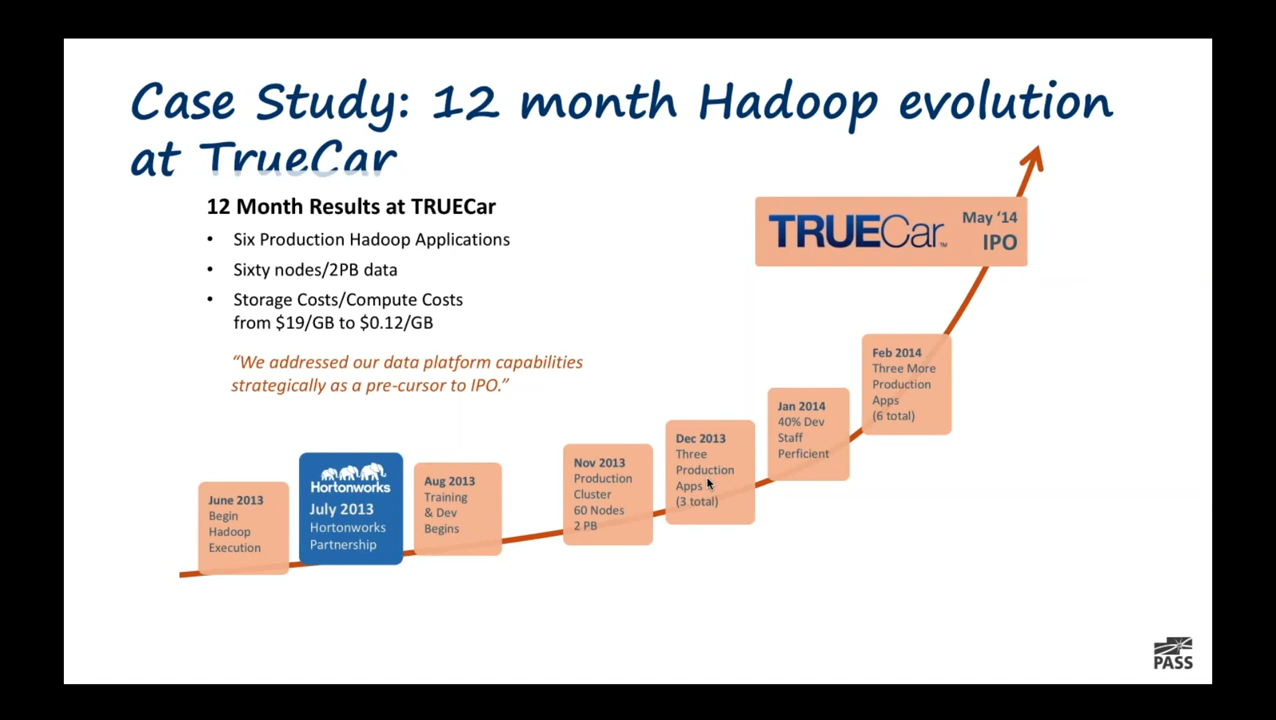 Case Study: 12 month Hadoop evolution
at TrueCar
12 Month Results at TRUECar
• Six Production Hadoop Applications
• Sixty nodes/2PB data
• Storage Costs/Compute Costs
from $19/GB to $0.12/GB
“We addressed our data platform capabilities
strategically as a pre-cursor to IPO.”
TRUECar™
May ‘14
IPO
June 2013
Begin
Hadoop
Execution
Hortonworks
July 2013
Hortonworks
Partnership
Aug 2013
Training
& Dev
Begins
Nov 2013
Production
Cluster
60 Nodes
2 PB
Dec 2013
Three
Production
Apps
(3 total)
Jan 2014
40% Dev
Staff
Perficient
Feb 2014
Three More
Production
Apps
(6 total)
PASS